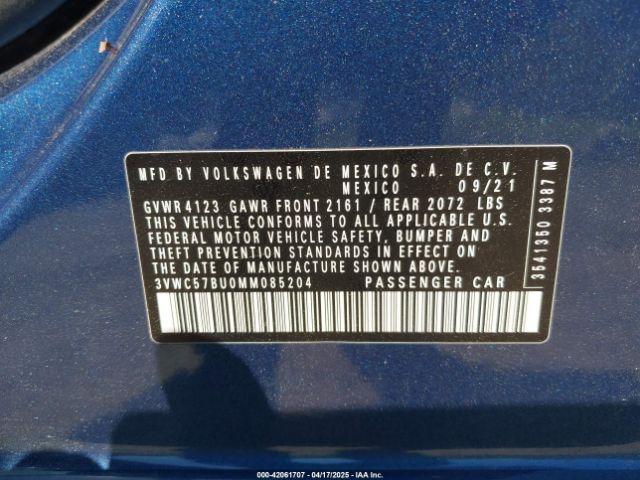 MFD BY VOLKSWAGEN DE MEXICO S.A. DE C.V.
MEXICO 09/21
GVWR 4123 GAWR FRONT 2161 / REAR 2072 LBS
THIS VEHICLE CONFORMS TO ALL APPLICABLE U.S.
FEDERAL MOTOR VEHICLE SAFETY, BUMPER AND
THEFT PREVENTION STANDARDS IN EFFECT ON
THE DATE OF MANUFACTURE SHOWN ABOVE.
3VWC57BU0MM085204 PASSENGER CAR
3541350 3387 M
000-42061707 - 04/17/2025 - IAAI.com